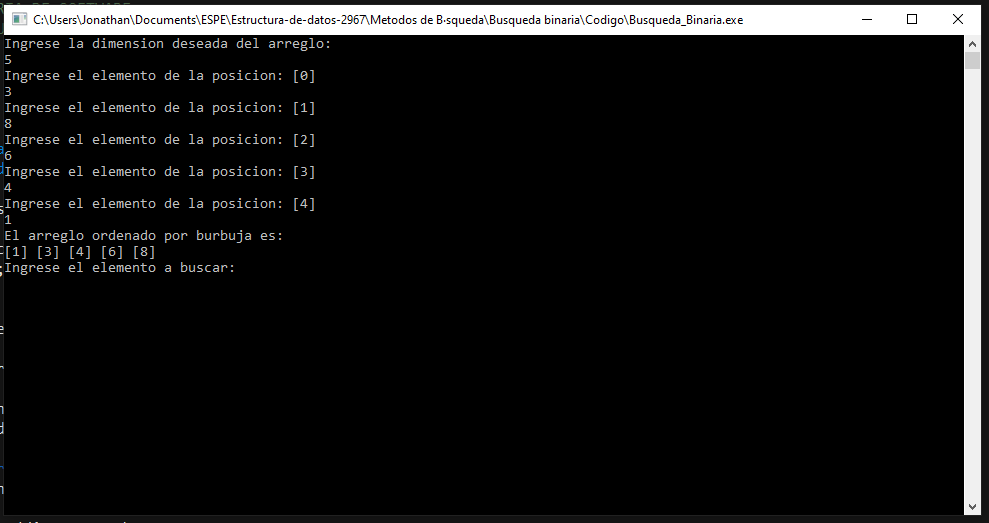 C:\Users\Jonathan\Documents\ESPE\Estructura-de-datos-2967\Metodos de B·squeda\Busqueda binaria\Codigo\Busqueda_Binaria.exe
Ingrese la dimension deseada del arreglo:
5
Ingrese el elemento de la posicion: [0]
3
Ingrese el elemento de la posicion: [1]
8
Ingrese el elemento de la posicion: [2]
6
Ingrese el elemento de la posicion: [3]
4
Ingrese el elemento de la posicion: [4]
1
El arreglo ordenado por burbuja es:
[1] [3] [4] [6] [8]
Ingrese el elemento a buscar: